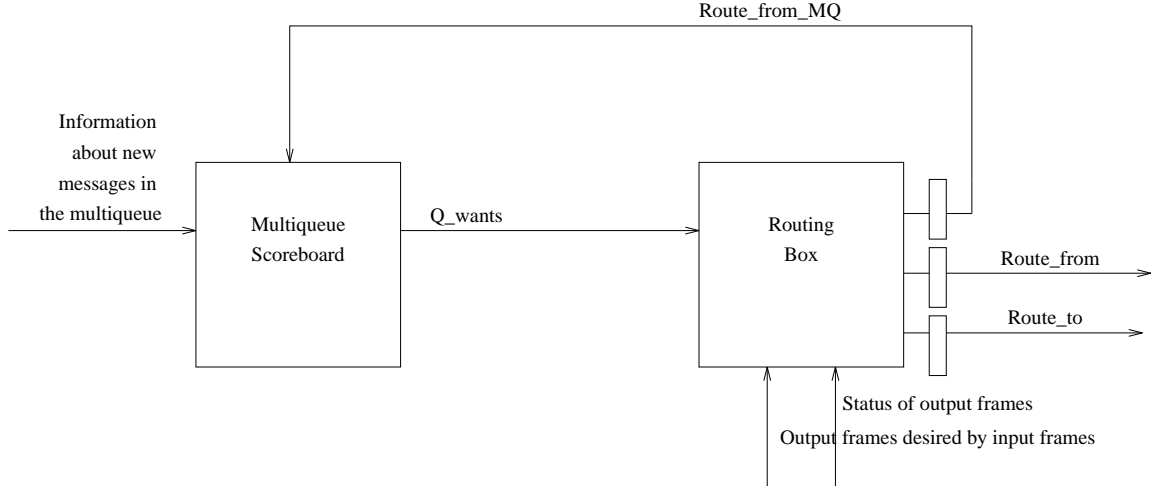 Route_from_MQ
Information
about new
messages in
the multiqueue
Multiqueue
Scoreboard
Q_wants
Routing
Box
Route_from
Route_to
Status of output frames
Output frames desired by input frames